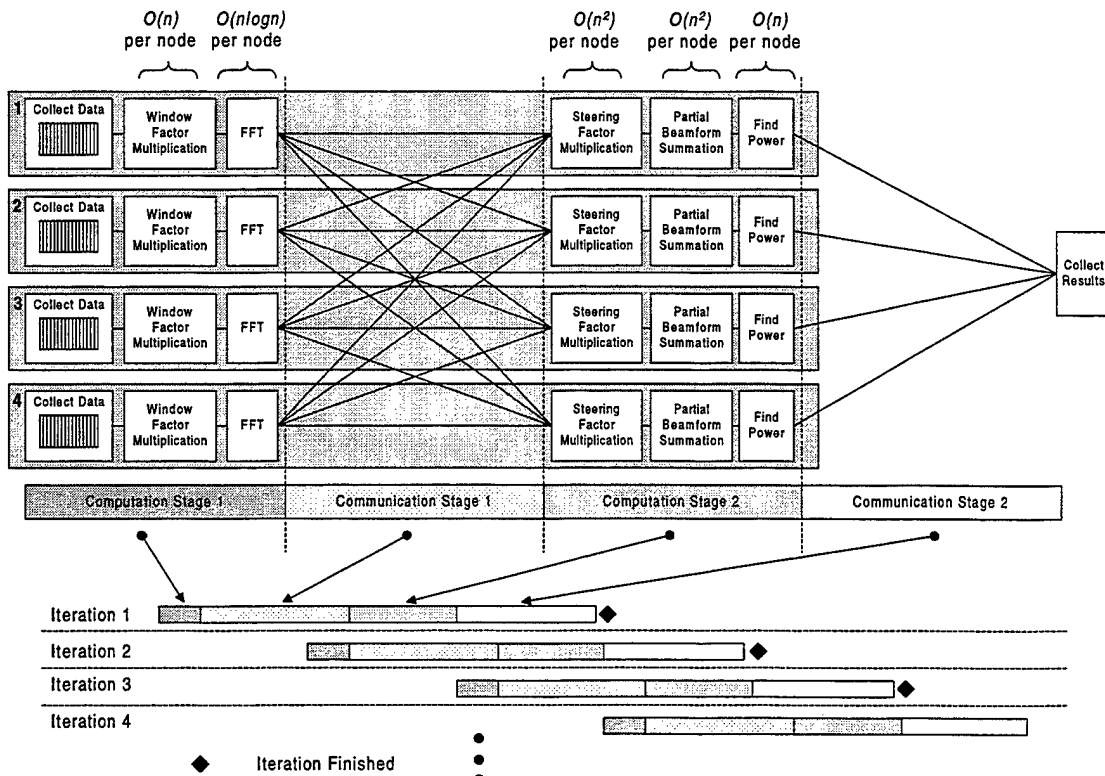 O(n) O(nlogn) O(n²) O(n²) O(n)
per node per node per node per node per node
1 Collect Data
Window
Factor
Multiplication
FFT
Steering
Factor
Multiplication
Partial
Beamform
Summation
Find
Power
2 Collect Data
Window
Factor
Multiplication
FFT
Steering
Factor
Multiplication
Partial
Beamform
Summation
Find
Power
Collect
Results
3 Collect Data
Window
Factor
Multiplication
FFT
Steering
Factor
Multiplication
Partial
Beamform
Summation
Find
Power
4 Collect Data
Window
Factor
Multiplication
FFT
Steering
Factor
Multiplication
Partial
Beamform
Summation
Find
Power
Computation Stage 1 Communication Stage 1 Computation Stage 2 Communication Stage 2
Iteration 1
Iteration 2
Iteration 3
Iteration 4
Iteration Finished